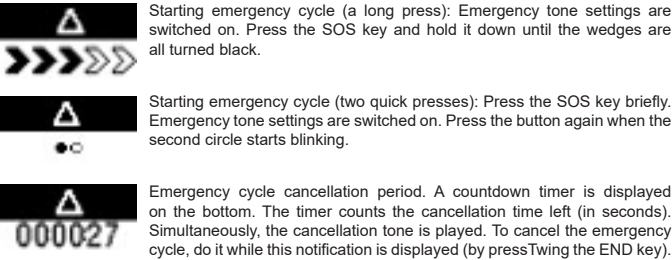 Starting emergency cycle (a long press): Emergency tone settings are
switched on. Press the SOS key and hold it down until the wedges are
all turned black.
Starting emergency cycle (two quick presses): Press the SOS key briefly.
Emergency tone settings are switched on. Press the button again when the
second circle starts blinking.
000027
Emergency cycle cancellation period. A countdown timer is displayed
on the bottom. The timer counts the cancellation time left (in seconds).
Simultaneously, the cancellation tone is played. To cancel the emergency
cycle, do it while this notification is displayed (by pressTwing the END key).